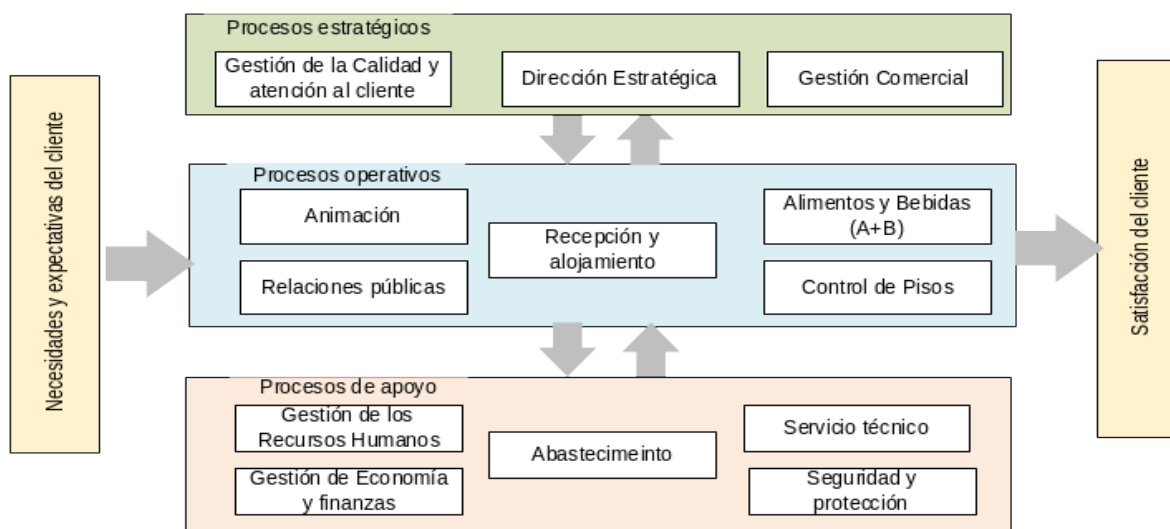 Necesidades y expectativas del cliente
Procesos estratégicos
Gestión de la Calidad y
atención al cliente
Dirección Estratégica
Gestión Comercial
Procesos operativos
Animación
Relaciones públicas
Recepción y
alojamiento
Alimentos y Bebidas
(A+B)
Control de Pisos
Procesos de apoyo
Gestión de los
Recursos Humanos
Gestión de Economía
y finanzas
Abastecimeinto
Servicio técnico
Seguridad y
protección
Satisfacción del cliente